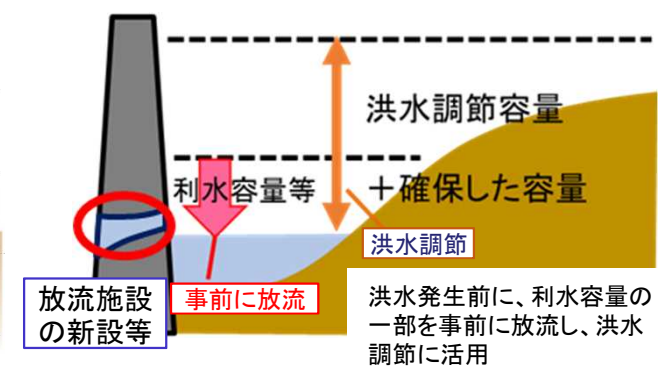 洪水調節容量
利水容量等
＋確保した容量
洪水調節
放流施設
の新設等
事前に放流
洪水発生前に、利水容量の
一部を事前に放流し、洪水
調節に活用